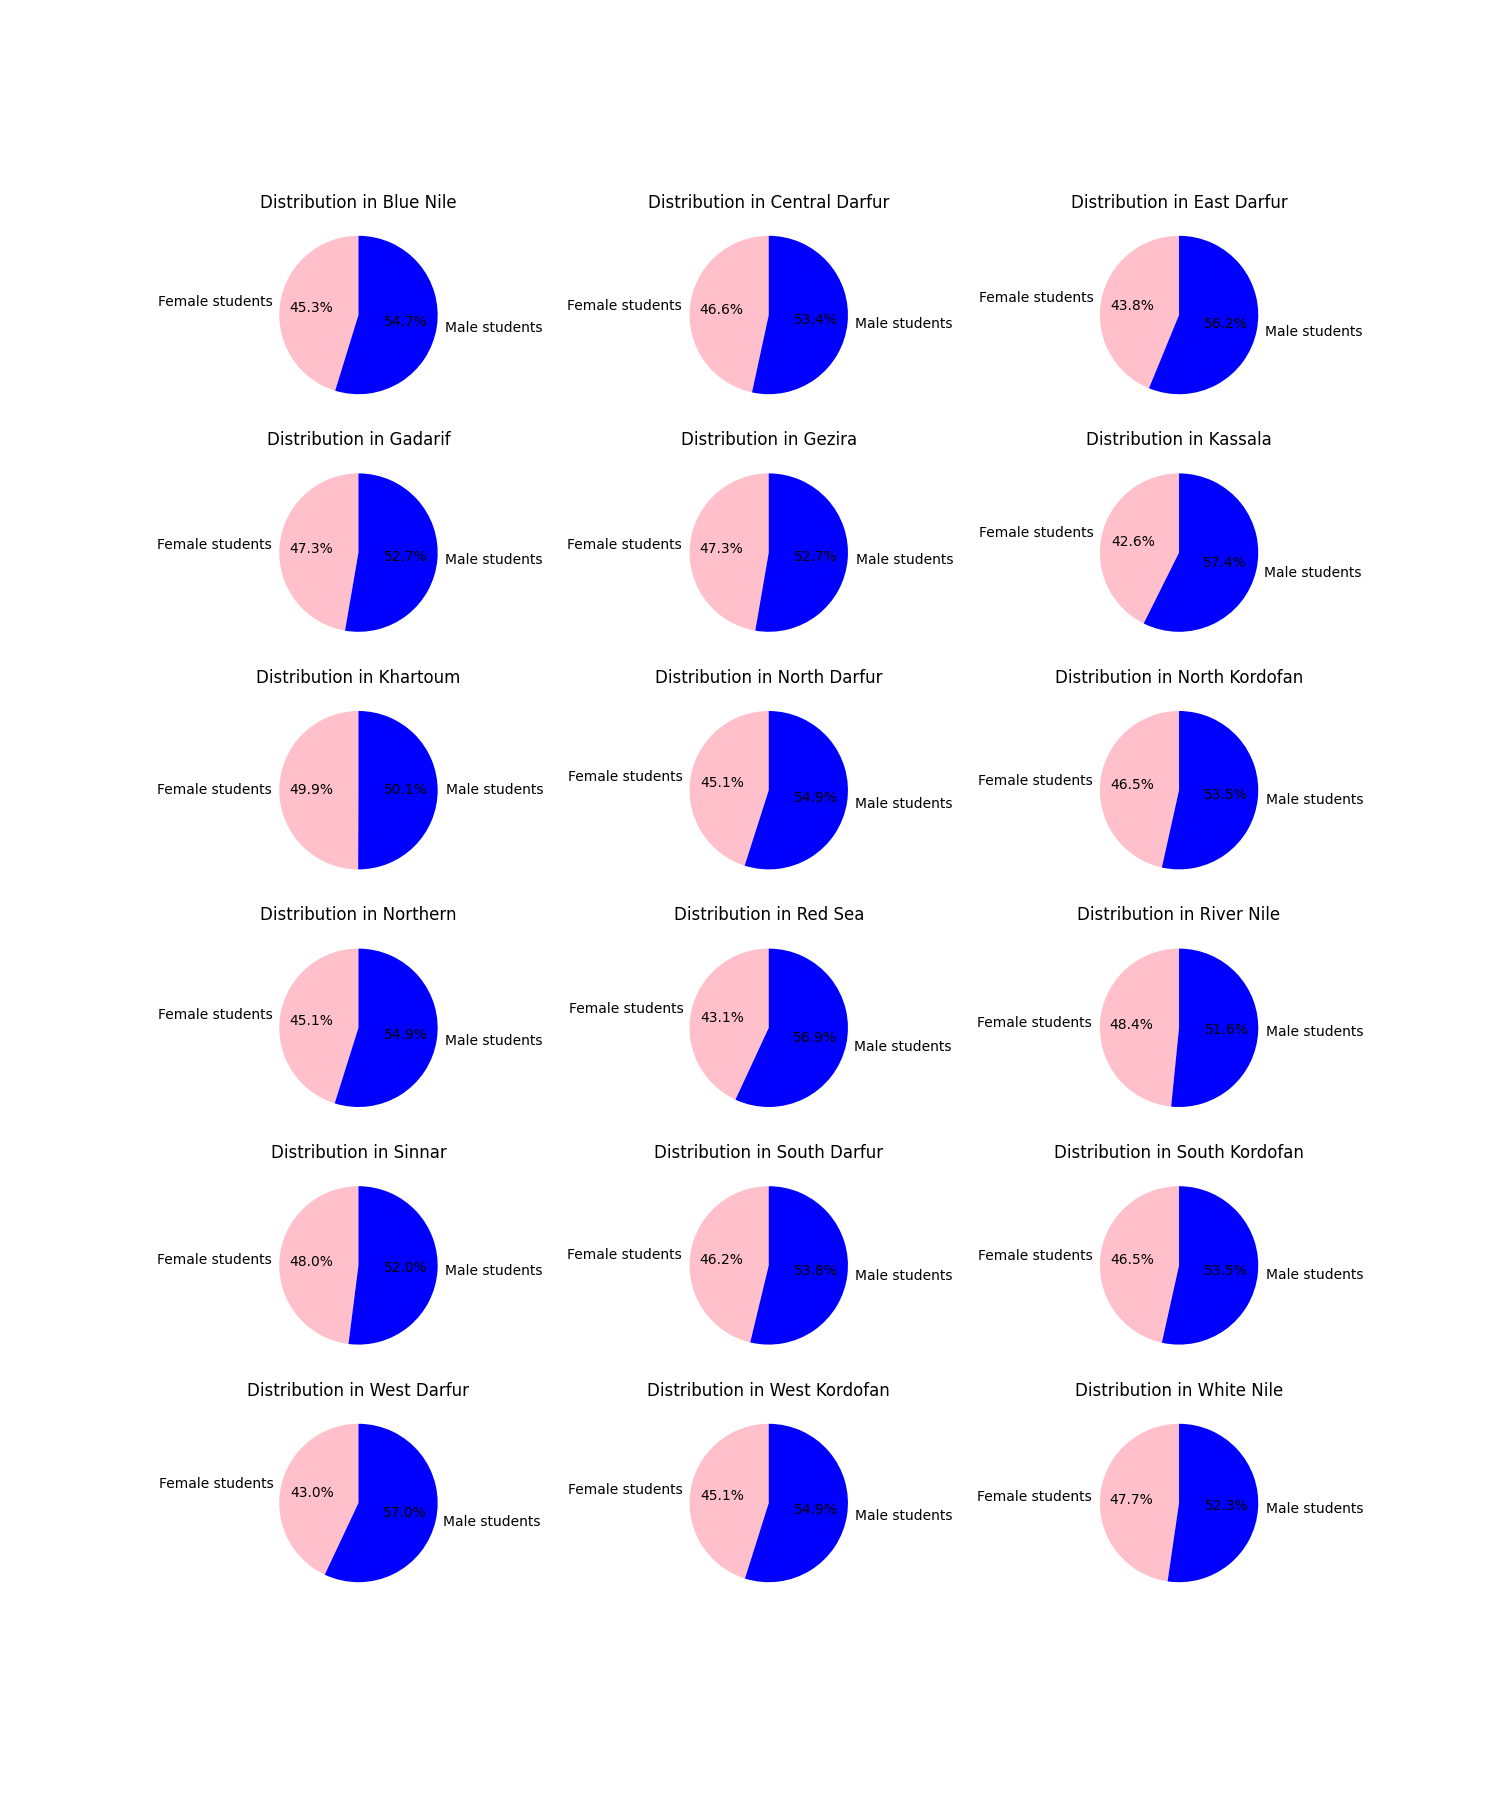 Distribution in Blue Nile
Female students
45.3%
54.7%
Male students
Distribution in Central Darfur
Female students
46.6%
53.4%
Male students
Distribution in East Darfur
Female students
43.8%
56.2%
Male students
Distribution in Gadarif
Female students
47.3%
52.7%
Male students
Distribution in Gezira
Female students
47.3%
52.7%
Male students
Distribution in Kassala
Female students
42.6%
57.4%
Male students
Distribution in Khartoum
Female students
49.9%
50.1%
Male students
Distribution in North Darfur
Female students
45.1%
54.9%
Male students
Distribution in North Kordofan
Female students
46.5%
53.5%
Male students
Distribution in Northern
Female students
45.1%
54.9%
Male students
Distribution in Red Sea
Female students
43.1%
56.9%
Male students
Distribution in River Nile
Female students
48.4%
51.6%
Male students
Distribution in Sinnar
Female students
48.0%
52.0%
Male students
Distribution in South Darfur
Female students
46.2%
53.8%
Male students
Distribution in South Kordofan
Female students
46.5%
53.5%
Male students
Distribution in West Darfur
Female students
43.0%
57.0%
Male students
Distribution in West Kordofan
Female students
45.1%
54.9%
Male students
Distribution in White Nile
Female students
47.7%
52.3%
Male students